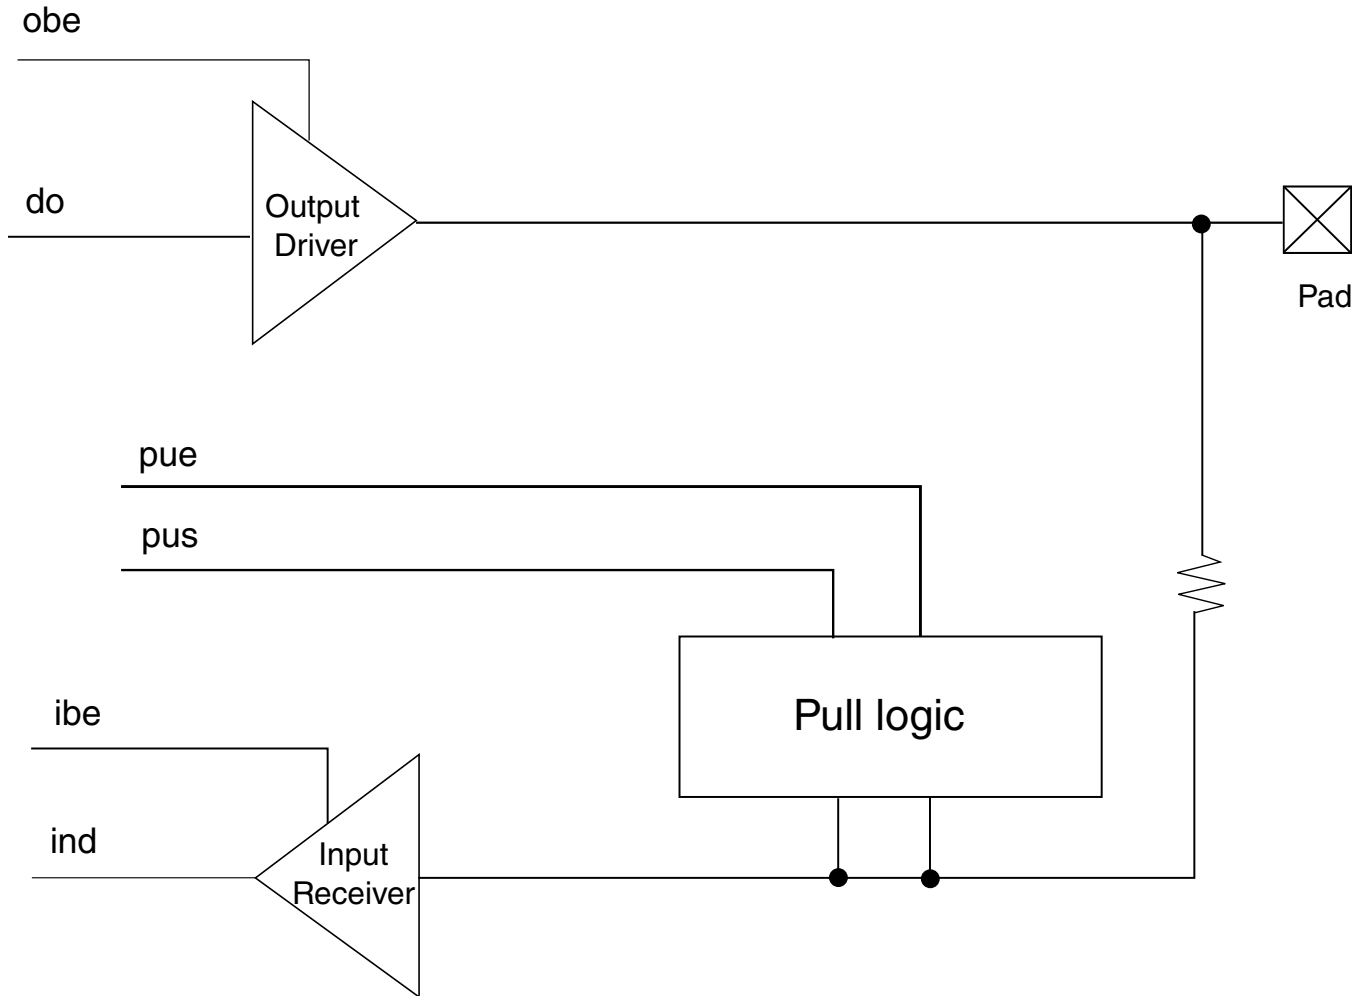 obe
do
Output
Driver
Pad
pue
pus
Pull logic
ibe
ind
Input
Receiver